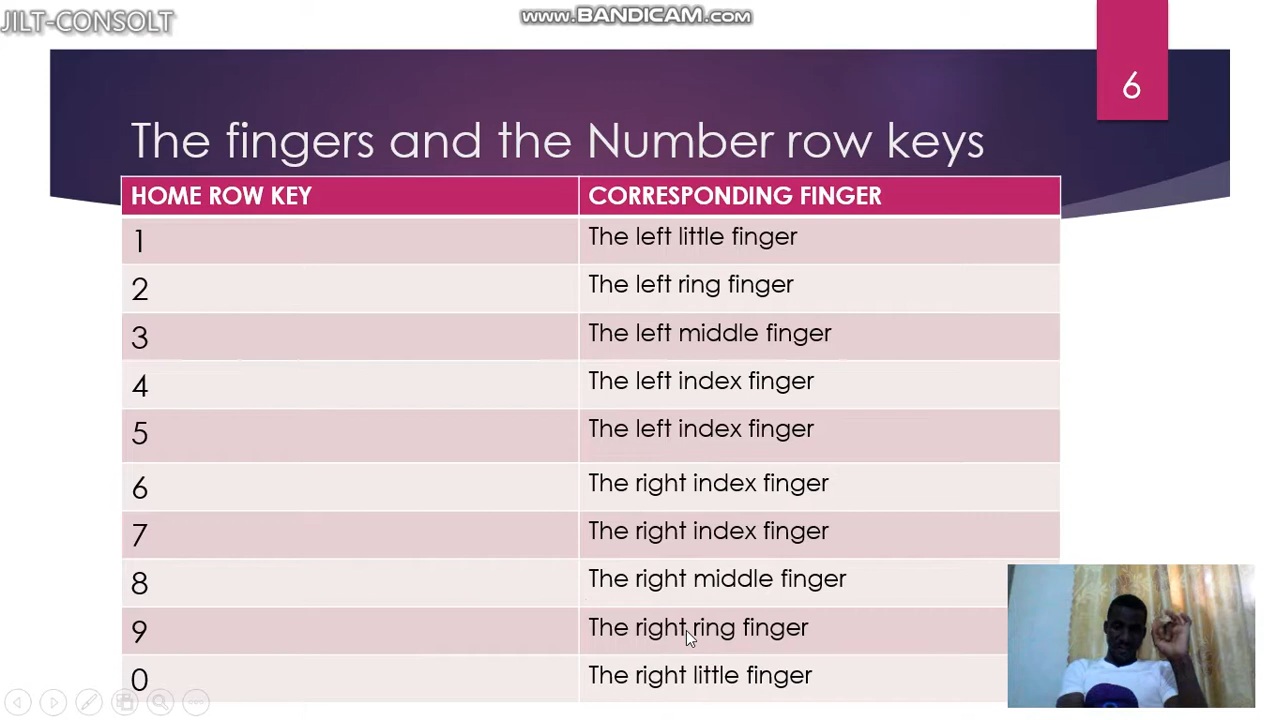 JILT-CONSOLT
www.BANDICAM.com
6
The fingers and the Number row keys
HOME ROW KEY CORRESPONDING FINGER
1 The left little finger
2 The left ring finger
3 The left middle finger
4 The left index finger
5 The left index finger
6 The right index finger
7 The right index finger
8 The right middle finger
9 The right ring finger
0 The right little finger